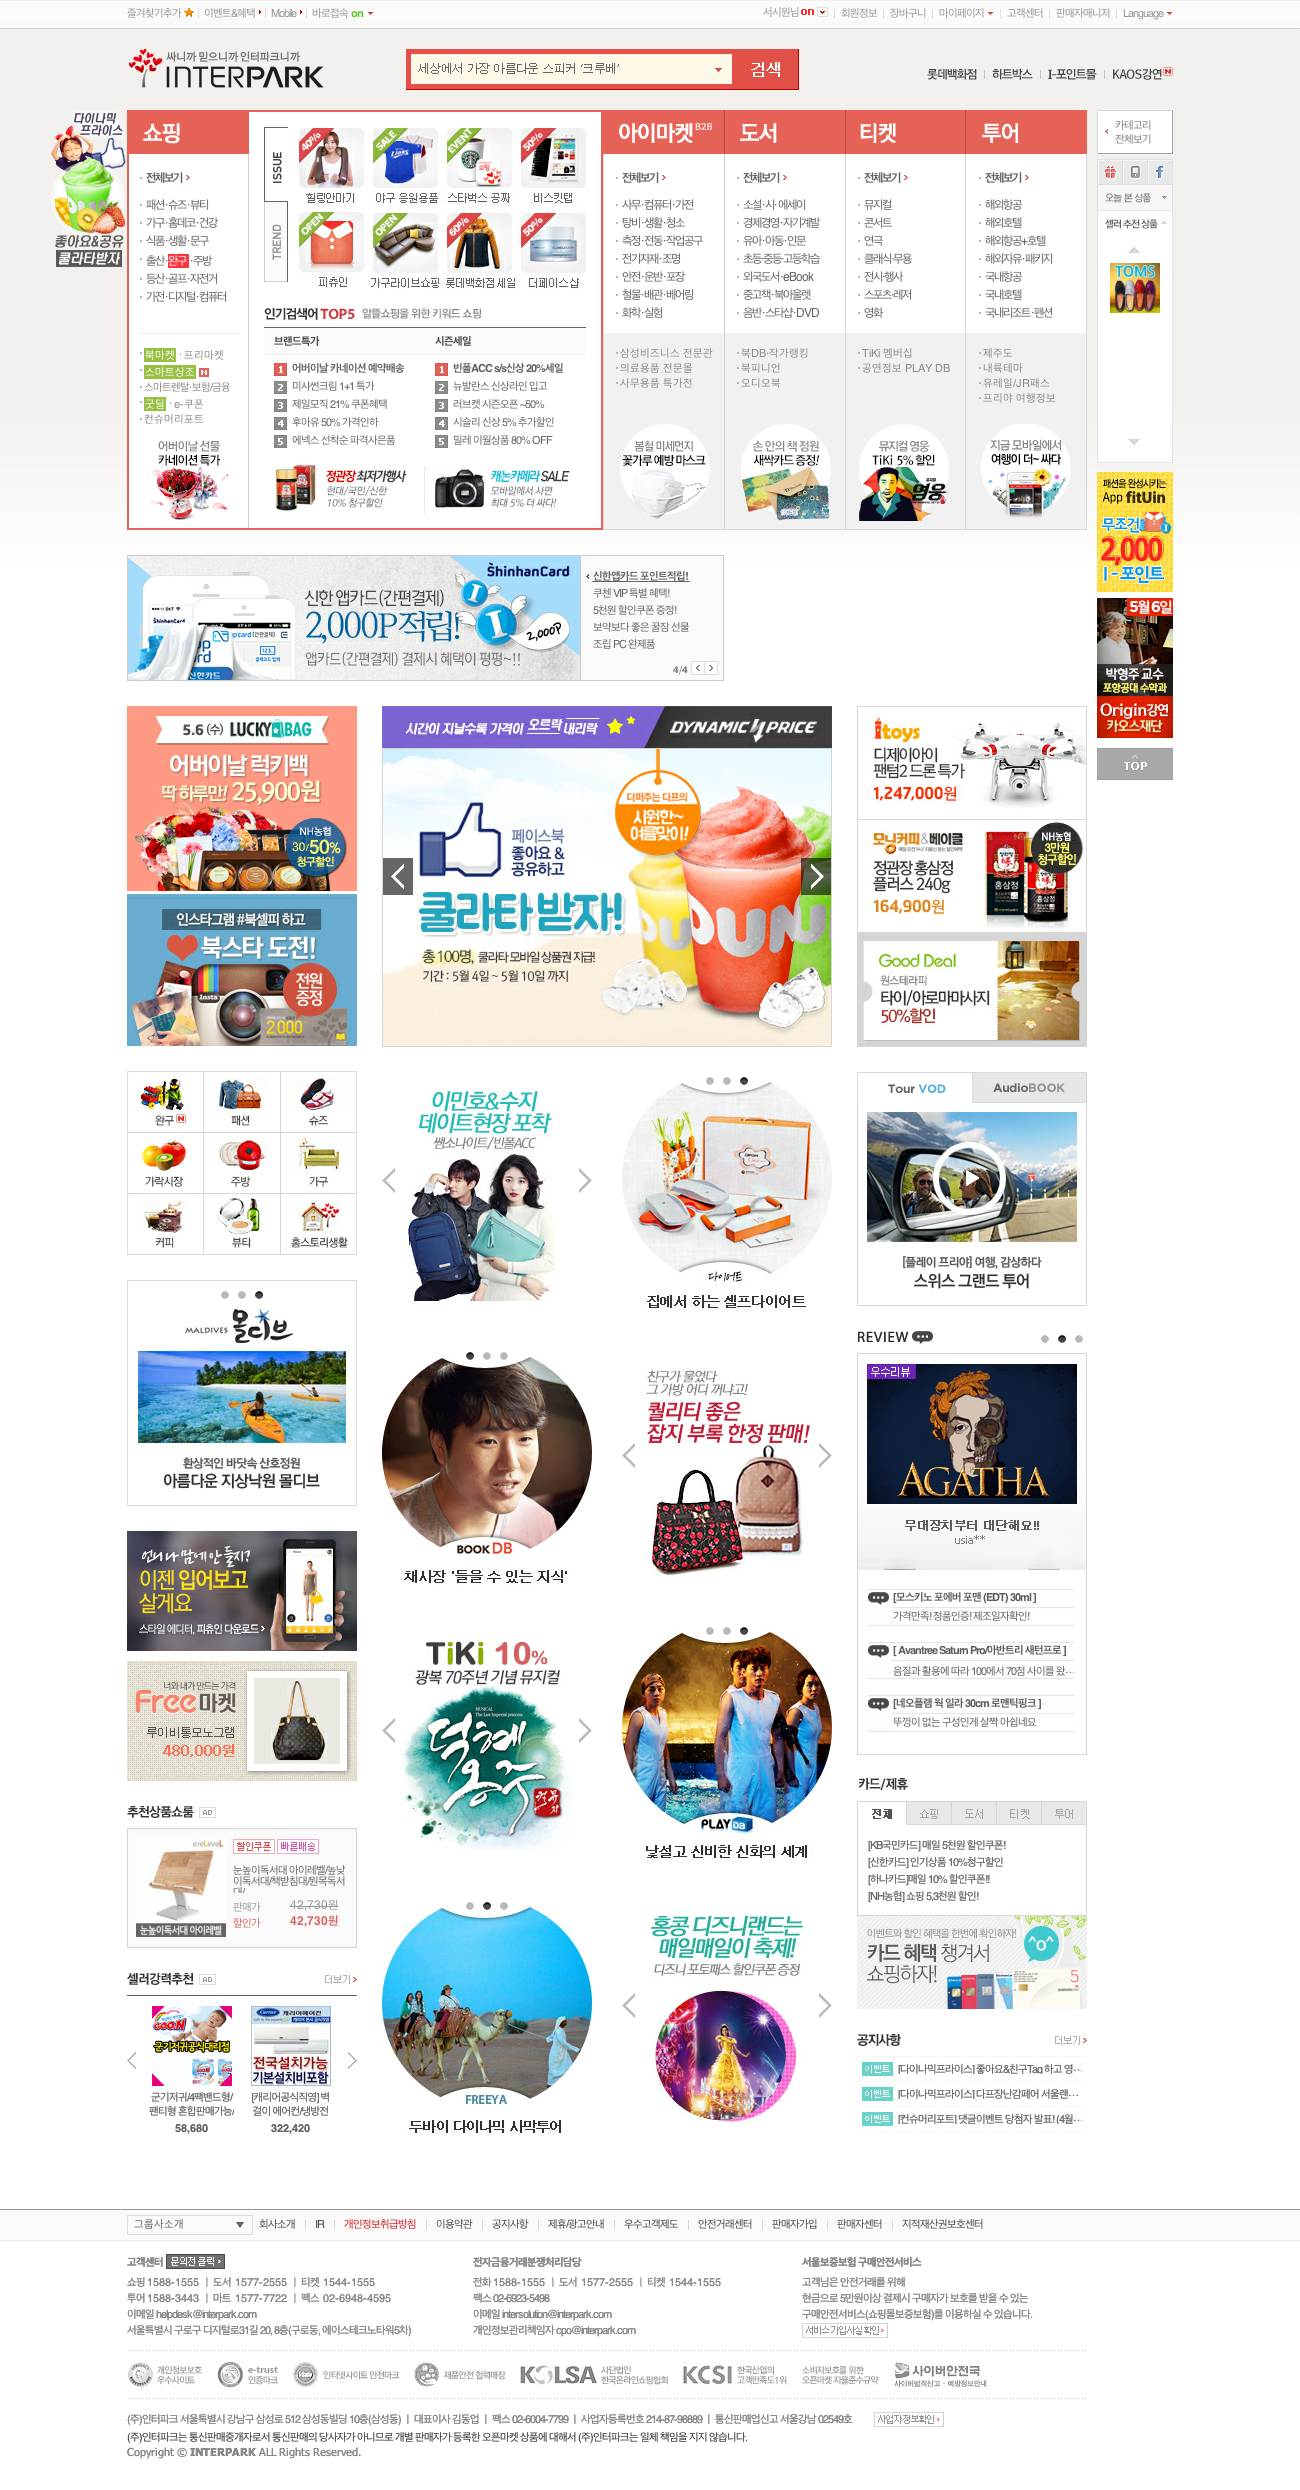 즐겨찾기추가
이벤트&혜택
Mobile
바로접속 on
서시원님 on
회원정보
장바구니
마이페이지
고객센터
판매자매니저
Language
싸니까 믿으니까 인터파크니까
INTERPARK
세상에서 가장 아름다운 스피커 '크루베'
검색
롯데백화점
하트박스
I-포인트몰
KAOS강연 N
다이나믹
프라이스
좋아요&공유
쿨라타받자
쇼핑
전체보기
패션·슈즈·뷰티
가구·홈데코·건강
식품·생활·문구
출산·완구·주방
등산·골프·자전거
가전·디지털·컴퓨터
북마켓 · 프리마켓
스마트상조 N
스마트렌탈·보험/금융
굿딜 · e-쿠폰
컨슈머리포트
어버이날 선물
카네이션 특가
ISSUE
TREND
40%
힐링안마기
SALE
야구 응원용품
EVENT
스타벅스 공짜
50%
비스킷탭
OPEN
피츄인
OPEN
가구라이브쇼핑
60%
롯데백화점세일
50%
더페이스샵
인기검색어 TOP5 알뜰쇼핑을 위한 키워드 쇼핑
브랜드특가
1 어버이날 카네이션 예약배송
2 미샤썬크림 1+1 특가
3 제일모직 21% 쿠폰혜택
4 후아유 50% 가격인하
5 에넥스 선착순 파격사은품
시즌세일
1 빈폴ACC s/s신상 20%세일
2 뉴발란스 신상라인 입고
3 러브캣 시즌오픈 ~50%
4 시슬리 신상 5% 추가할인
5 밀레 이월상품 80% OFF
정관장 최저가행사
현대/국민/신한
10% 청구할인
캐논카메라 SALE
모바일에서 사면
최대 5% 더 싸다!
아이마켓 B2B
전체보기
사무·컴퓨터·가전
탕비·생활·청소
측정·전동·작업공구
전기자재·조명
안전·운반·포장
철물·배관·베어링
화학·실험
삼성비즈니스 전문관
의료용품 전문몰
사무용품 특가전
봄철 미세먼지
꽃가루 예방 마스크
도서
전체보기
소설·시·에세이
경제경영·자기계발
유아·아동·인문
초등·중등·고등학습
외국도서·eBook
중고책·북아울렛
음반·스타샵·DVD
북DB·작가랭킹
북피니언
오디오북
손 안의 책 정원
새싹카드 증정!
티켓
전체보기
뮤지컬
콘서트
연극
클래식·무용
전시·행사
스포츠·레저
영화
TiKi 멤버십
공연정보 PLAY DB
뮤지컬 영웅
TiKi 5% 할인
영웅
투어
전체보기
해외항공
해외호텔
해외항공+호텔
해외자유·패키지
국내항공
국내호텔
국내리조트·펜션
제주도
내륙테마
유레일/JR패스
프리야 여행정보
지금 모바일에서
여행이 더~ 싸다
카테고리
전체보기
오늘 본 상품
셀러 추천 상품
TOMS
패션을 완성시키는
App fitUin
무조건
2,000
I-포인트
5월 6일
박형주 교수
포항공대 수학과
Origin강연
카오스재단
TOP
ShinhanCard
신한 앱카드(간편결제)
2,000P적립!
앱카드(간편결제) 결제시 혜택이 펑펑~!!
2,000P
신한앱카드 포인트적립!
쿠첸 VIP 특별 혜택!
5천원 할인쿠폰 증정!
보약보다 좋은 꿀잠 선물
조립 PC 완제품
4/4
5.6 (수) LUCKY BAG
어버이날 럭키백
딱 하루만! 25,900원
NH농협
30/50%
청구할인
인스타그램 #북셀피 하고
북스타 도전!
Insta
전원
증정
2,000
시간이 지날수록 가격이 오르락 내리락
DYNAMIC PRICE
다퍼주는 다프의
시원한~
여름맞이!
페이스북
좋아요 &
공유하고
쿨라타 받자!
총 100명, 쿨라타 모바일 상품권 지급!
기간 : 5월 4일 ~ 5월 10일 까지
itoys
디제이아이
팬텀2 드론 특가
1,247,000원
모닝커피&베이글
정관장 홍삼정
플러스 240g
164,900원
NH농협
3만원
청구할인
홍삼정
홍삼정
Good Deal
원스테라피
타이/아로마마사지
50%할인
완구 N
패션
슈즈
가락시장
주방
가구
커피
뷰티
홈스토리생활
이민호&수지
데이트현장 포착
쌤소나이트/빈폴ACC
다이어트
집에서 하는 셀프다이어트
Tour VOD
AudioBOOK
[플레이 프리야] 여행, 감상하다
스위스 그랜드 투어
MALDIVES 몰디브
환상적인 바닷속 산호정원
아름다운 지상낙원 몰디브
BOOK DB
채사장 '들을 수 있는 지식'
친구가 물었다
그 가방 어디 꺼냐고!
퀄리티 좋은
잡지 부록 한정 판매!
REVIEW
우수리뷰
AGATHA
무대장치부터 대단해요!!
usia**
[모스키노 포에버 포맨 (EDT) 30ml ]
가격만족! 정품인증! 제조일자확인!
[ Avantree Saturn Pro/아반트리 새턴프로 ]
음질과 활용에 따라 100에서 70점 사이를 왔…
[네오플램 웍 일라 30cm 로맨틱핑크 ]
뚜껑이 없는 구성인게 살짝 아쉽네요
언니 나 맘에 안 들지?
이젠 입어보고
살게요
스타일 에디터, 피츄인 다운로드
너와 내가 만드는 가격
Free마켓
루이비통모노그램
480,000원
TiKi 10%
광복 70주년 기념 뮤지컬
덕혜옹주
PLAY DB
낯설고 신비한 신화의 세계
카드/제휴
전체
쇼핑
도서
티켓
투어
[KB국민카드] 매일 5천원 할인쿠폰!
[신한카드] 인기상품 10%청구할인
[하나카드]매일 10% 할인쿠폰!!
[NH농협] 쇼핑 5,3천원 할인!
이벤트와 할인 혜택을 한번에 확인하자!
카드 혜택 챙겨서
쇼핑하자!
추천상품쇼룸 AD
ereLeveL
눈높이독서대 아이레벨
할인쿠폰 빠른배송
눈높이독서대 아이레벨/높낮
이독서대/책받침대/원목독서
대/
판매가 42,730원
할인가 42,730원
셀러강력추천 AD
더보기
GOO.N
군기저귀공식대리점
군기저귀/4팩밴드형/
팬티형 혼합판매가능/
58,680
Carrier 캐리어에어컨
전국설치가능
기본설치비포함
[캐리어공식직영] 벽
걸이 에어컨/냉방전
322,420
FREEYA
두바이 다이나믹 사막투어
홍콩 디즈니랜드는
매일매일이 축제!
디즈니 포토패스 할인쿠폰 증정
공지사항
더보기
이벤트 [다이나믹프라이스] 좋아요&친구Tag 하고 영…
이벤트 [다이나믹프라이스] 다프장난감페어 서울랜…
이벤트 [컨슈머리포트] 댓글이벤트 당첨자 발표! (4월…
그룹사소개
회사소개
IR
개인정보취급방침
이용약관
공지사항
제휴/광고안내
우수고객제도
안전거래센터
판매자가입
판매자센터
지적재산권보호센터
고객센터 문의전 클릭
쇼핑 1588-1555 | 도서 1577-2555 | 티켓 1544-1555
투어 1588-3443 | 마트 1577-7722 | 팩스 02-6948-4595
이메일 helpdesk@interpark.com
서울특별시 구로구 디지털로31길 20, 8층(구로동, 에이스테크노타워5차)
전자금융거래분쟁처리담당
전화 1588-1555 | 도서 1577-2555 | 티켓 1544-1555
팩스 02-6923-5498
이메일 intersolution@interpark.com
개인정보관리책임자 cpo@interpark.com
서울보증보험 구매안전서비스
고객님은 안전거래를 위해
현금으로 5만원이상 결제시 구매자가 보호를 받을 수 있는
구매안전서비스(쇼핑몰보증보험)를 이용하실 수 있습니다.
서비스 가입사실 확인
개인정보보호
우수사이트
e-trust
인증마크
인터넷사이트 안전마크
제품안전 협력매장
KOLSA 사단법인
한국온라인쇼핑협회
KCSI 한국산업의
고객만족도1위
소비자보호를 위한
오픈마켓 자율준수규약
사이버안전국
사이버범죄신고 · 예방정보안내
(주)인터파크 서울특별시 강남구 삼성로 512 삼성동빌딩 10층(삼성동) | 대표이사 김동업 | 팩스 02-6004-7799 | 사업자등록번호 214-87-98889 | 통신판매업신고 서울강남 02549호
사업자정보확인
(주)인터파크는 통신판매중개자로서 통신판매의 당사자가 아니므로 개별 판매자가 등록한 오픈마켓 상품에 대해서 (주)인터파크는 일체 책임을 지지 않습니다.
Copyright © INTERPARK ALL Rights Reserved.